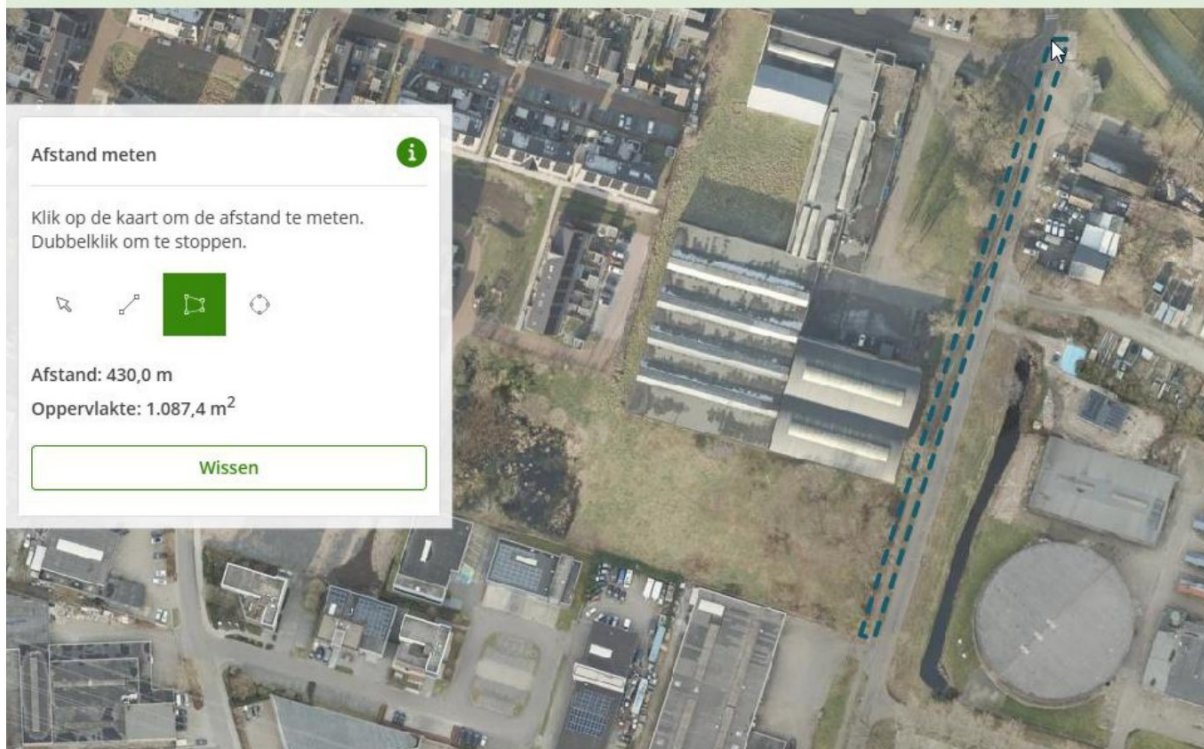 Afstand meten
Klik op de kaart om de afstand te meten.
Dubbelklik om te stoppen.
Afstand: 430,0 m
Oppervlakte: 1.087,4 m²
Wissen